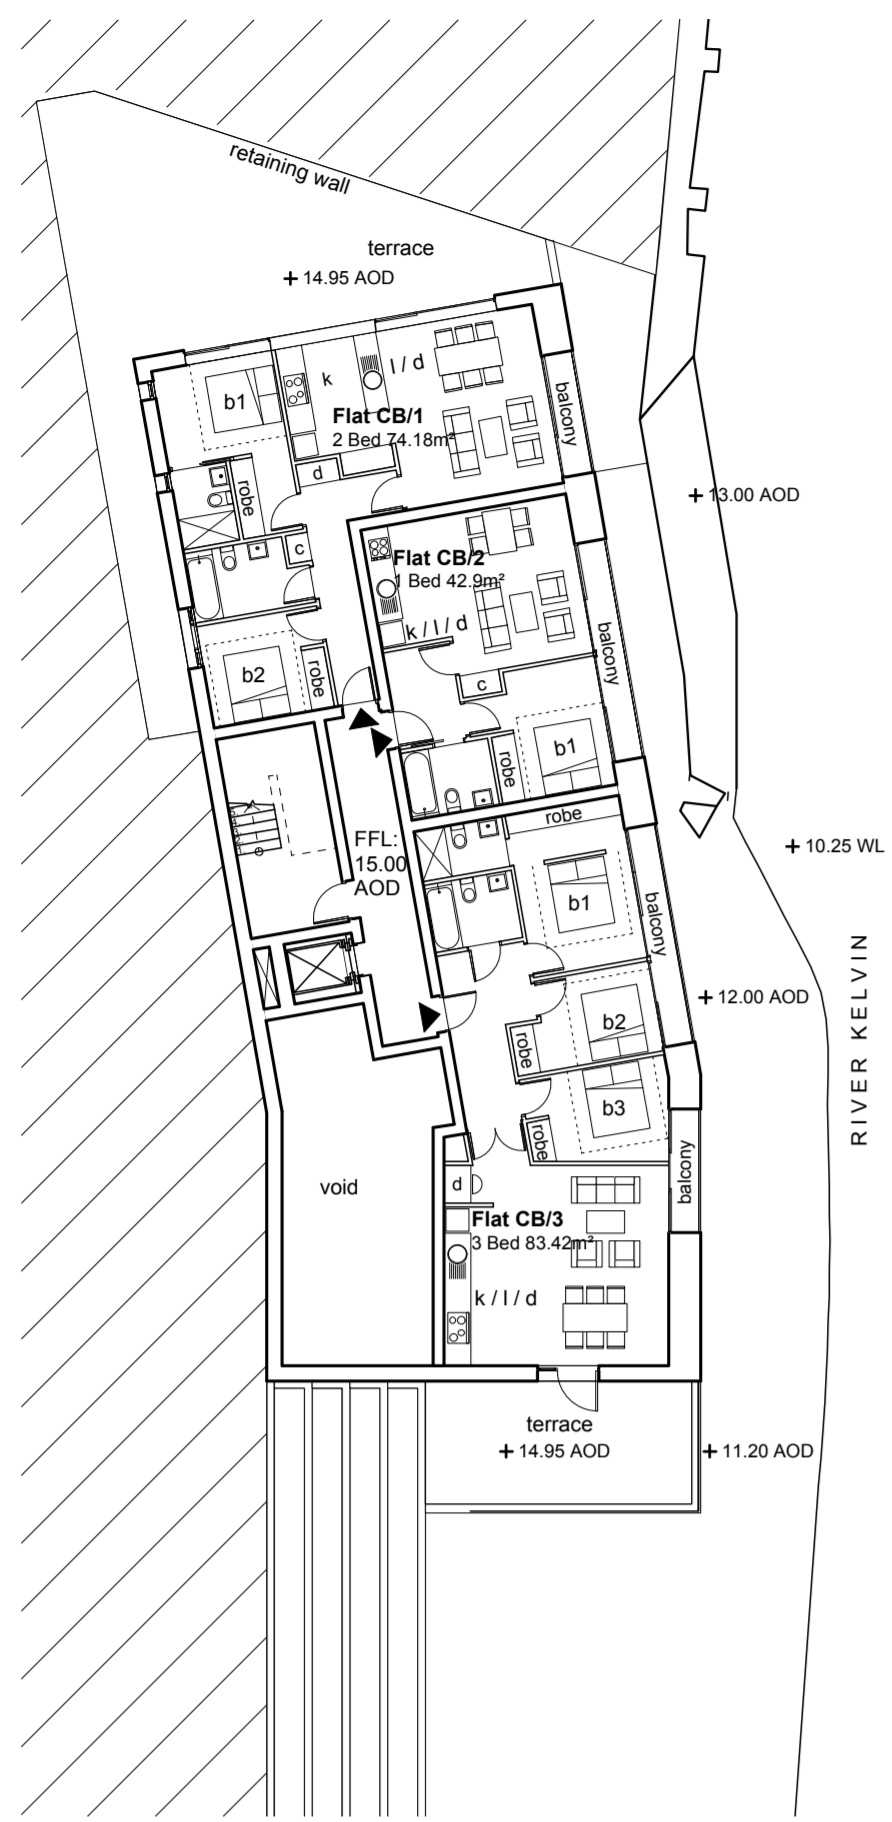 retaining wall
terrace
14.95 AOD
k
l / d
b1
Flat CB/1
2 Bed 74.18m²
balcony
d
robe
13.00 AOD
c
Flat CB/2
1 Bed 42.9m²
k / l / d
balcony
b2
robe
c
b1
robe
robe
FFL:
15.00
AOD
10.25 WL
b1
balcony
RIVER KELVIN
12.00 AOD
b2
robe
b3
robe
balcony
void
d
Flat CB/3
3 Bed 83.42m²
k / l / d
terrace
14.95 AOD
11.20 AOD